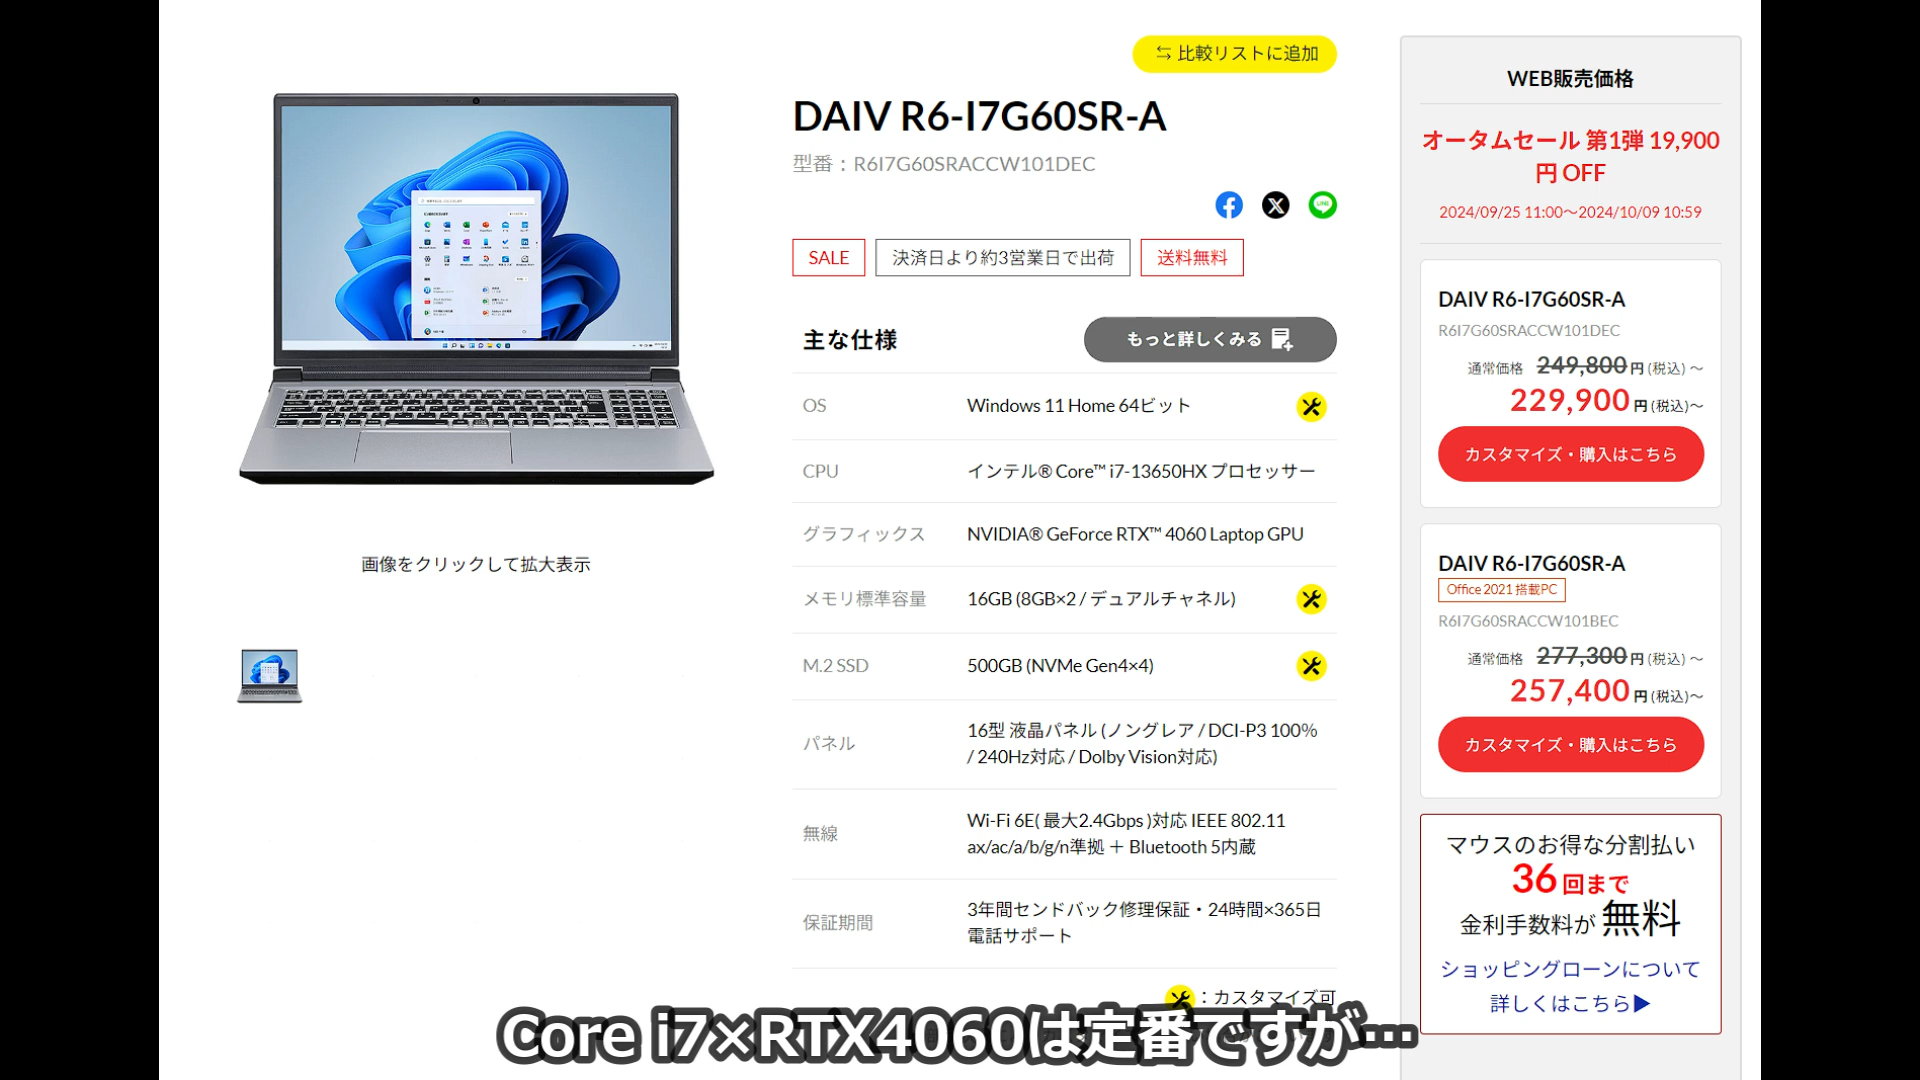 ⇆ 比較リストに追加
DAIV R6-I7G60SR-A
型番：R6I7G60SRACCW101DEC
SALE
決済日より約3営業日で出荷
送料無料
主な仕様
もっと詳しくみる
OS
Windows 11 Home 64ビット
CPU
インテル® Core™ i7-13650HX プロセッサー
グラフィックス
NVIDIA® GeForce RTX™ 4060 Laptop GPU
メモリ標準容量
16GB (8GB×2 / デュアルチャネル)
M.2 SSD
500GB (NVMe Gen4×4)
パネル
16型 液晶パネル (ノングレア / DCI-P3 100%
/ 240Hz対応 / Dolby Vision対応)
無線
Wi-Fi 6E( 最大2.4Gbps )対応 IEEE 802.11
ax/ac/a/b/g/n準拠 ＋ Bluetooth 5内蔵
保証期間
3年間センドバック修理保証・24時間×365日
電話サポート
：カスタマイズ可
画像をクリックして拡大表示
WEB販売価格
オータムセール 第1弾 19,900
円 OFF
2024/09/25 11:00～2024/10/09 10:59
DAIV R6-I7G60SR-A
R6I7G60SRACCW101DEC
通常価格 249,800円 (税込) ～
229,900 円 (税込)～
カスタマイズ・購入はこちら
DAIV R6-I7G60SR-A
Office 2021 搭載PC
R6I7G60SRACCW101BEC
通常価格 277,300円 (税込) ～
257,400 円 (税込)～
カスタマイズ・購入はこちら
マウスのお得な分割払い
36 回まで
金利手数料が 無料
ショッピングローンについて
詳しくはこちら▶
Core i7×RTX4060は定番ですが…